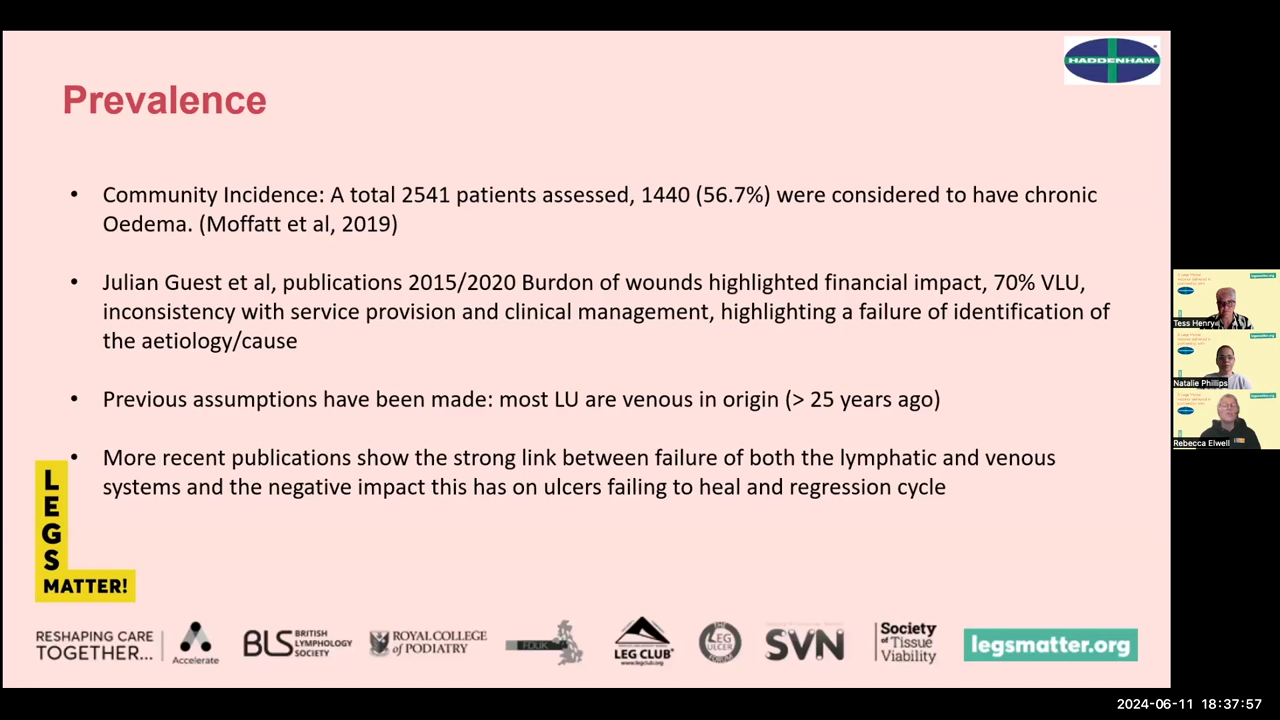 HADDENHAM
Prevalence
• Community Incidence: A total 2541 patients assessed, 1440 (56.7%) were considered to have chronic
Oedema. (Moffatt et al, 2019)
• Julian Guest et al, publications 2015/2020 Burdon of wounds highlighted financial impact, 70% VLU,
inconsistency with service provision and clinical management, highlighting a failure of identification of
the aetiology/cause
• Previous assumptions have been made: most LU are venous in origin (> 25 years ago)
• More recent publications show the strong link between failure of both the lymphatic and venous
systems and the negative impact this has on ulcers failing to heal and regression cycle
LEGS
MATTER!
RESHAPING CARE
TOGETHER...
Accelerate
BLS BRITISH
LYMPHOLOGY
SOCIETY
ROYAL COLLEGE
of PODIATRY
LEG CLUB
www.legclub.org
THE
LEG
ULCER
FORUM
SVN
Society
of Tissue
Viability
legsmatter.org
Tess Henry
Natalie Phillips
Rebecca Elwell
2024-06-11 18:37:57